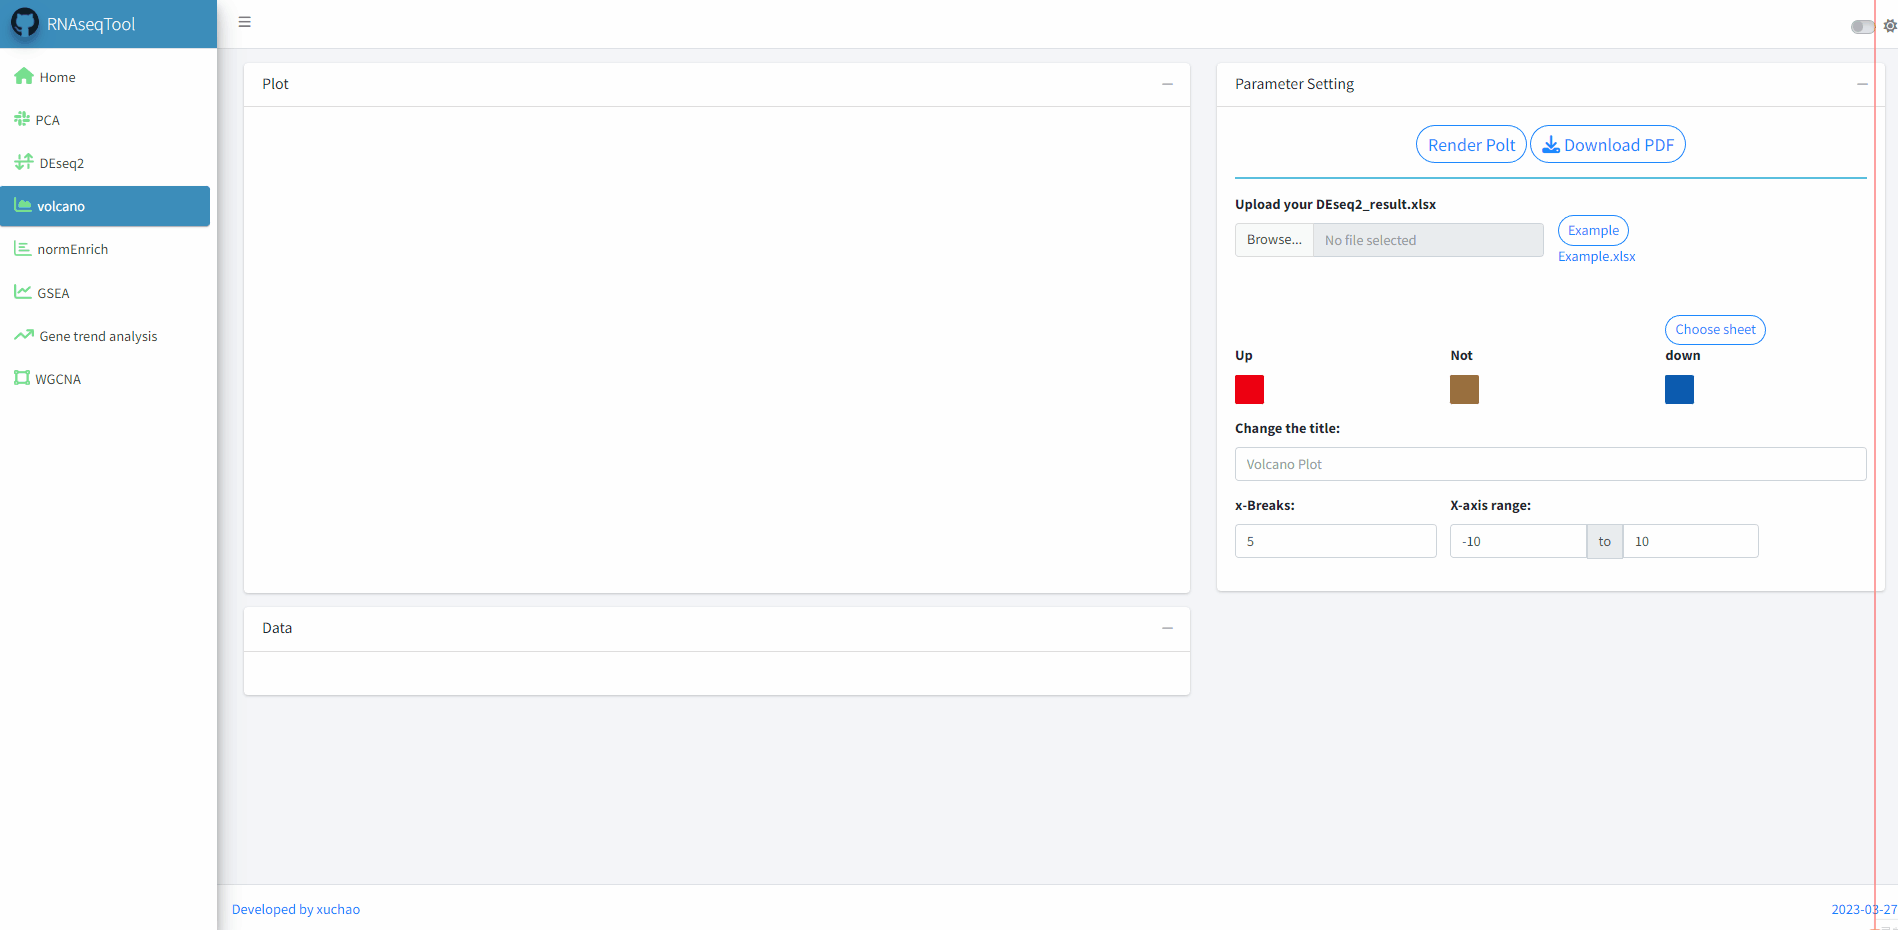 RNAseqTool
Home
PCA
DEseq2
volcano
normEnrich
GSEA
Gene trend analysis
WGCNA
Plot
Data
Parameter Setting
Render Polt
Download PDF
Upload your DEseq2_result.xlsx
Browse... No file selected
Example
Example.xlsx
Choose sheet
Up Not down
Change the title:
Volcano Plot
x-Breaks: X-axis range:
5 -10 to 10
Developed by xuchao
2023-03-27